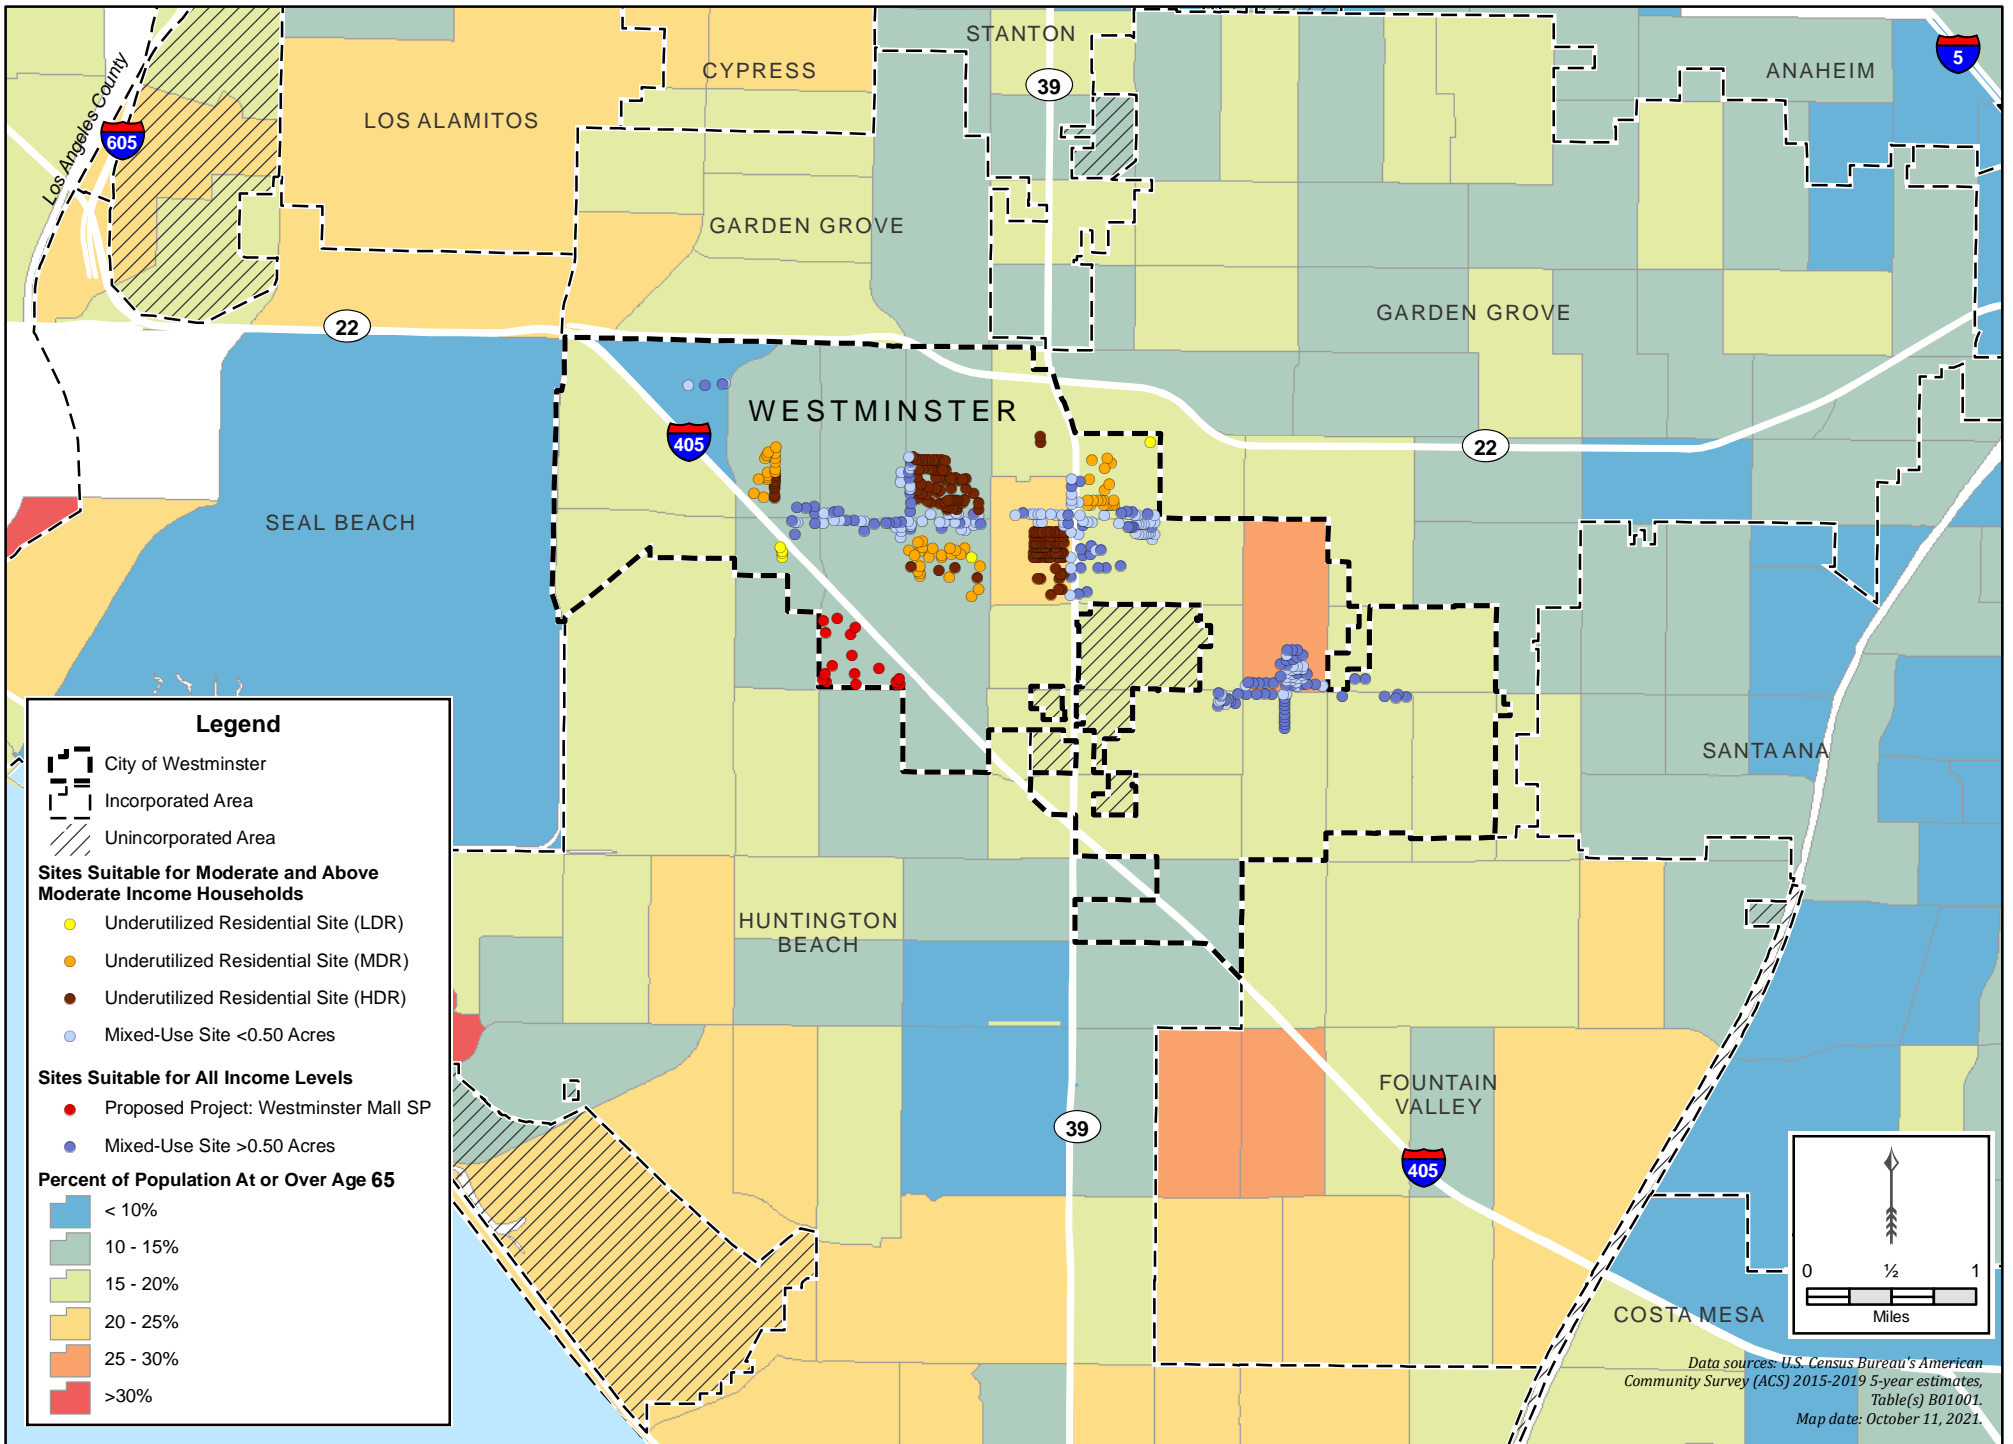 STANTON
CYPRESS
39
ANAHEIM
5
Los Angeles County
605
LOS ALAMITOS
GARDEN GROVE
GARDEN GROVE
22
WESTMINSTER
405
22
SEAL BEACH
SANTA ANA
HUNTINGTON
BEACH
FOUNTAIN
VALLEY
39
405
COSTA MESA
Legend
City of Westminster
Incorporated Area
Unincorporated Area
Sites Suitable for Moderate and Above
Moderate Income Households
Underutilized Residential Site (LDR)
Underutilized Residential Site (MDR)
Underutilized Residential Site (HDR)
Mixed-Use Site <0.50 Acres
Sites Suitable for All Income Levels
Proposed Project: Westminster Mall SP
Mixed-Use Site >0.50 Acres
Percent of Population At or Over Age 65
< 10%
10 - 15%
15 - 20%
20 - 25%
25 - 30%
>30%
0 ½ 1
Miles
Data sources: U.S. Census Bureau's American
Community Survey (ACS) 2015-2019 5-year estimates,
Table(s) B01001.
Map date: October 11, 2021.